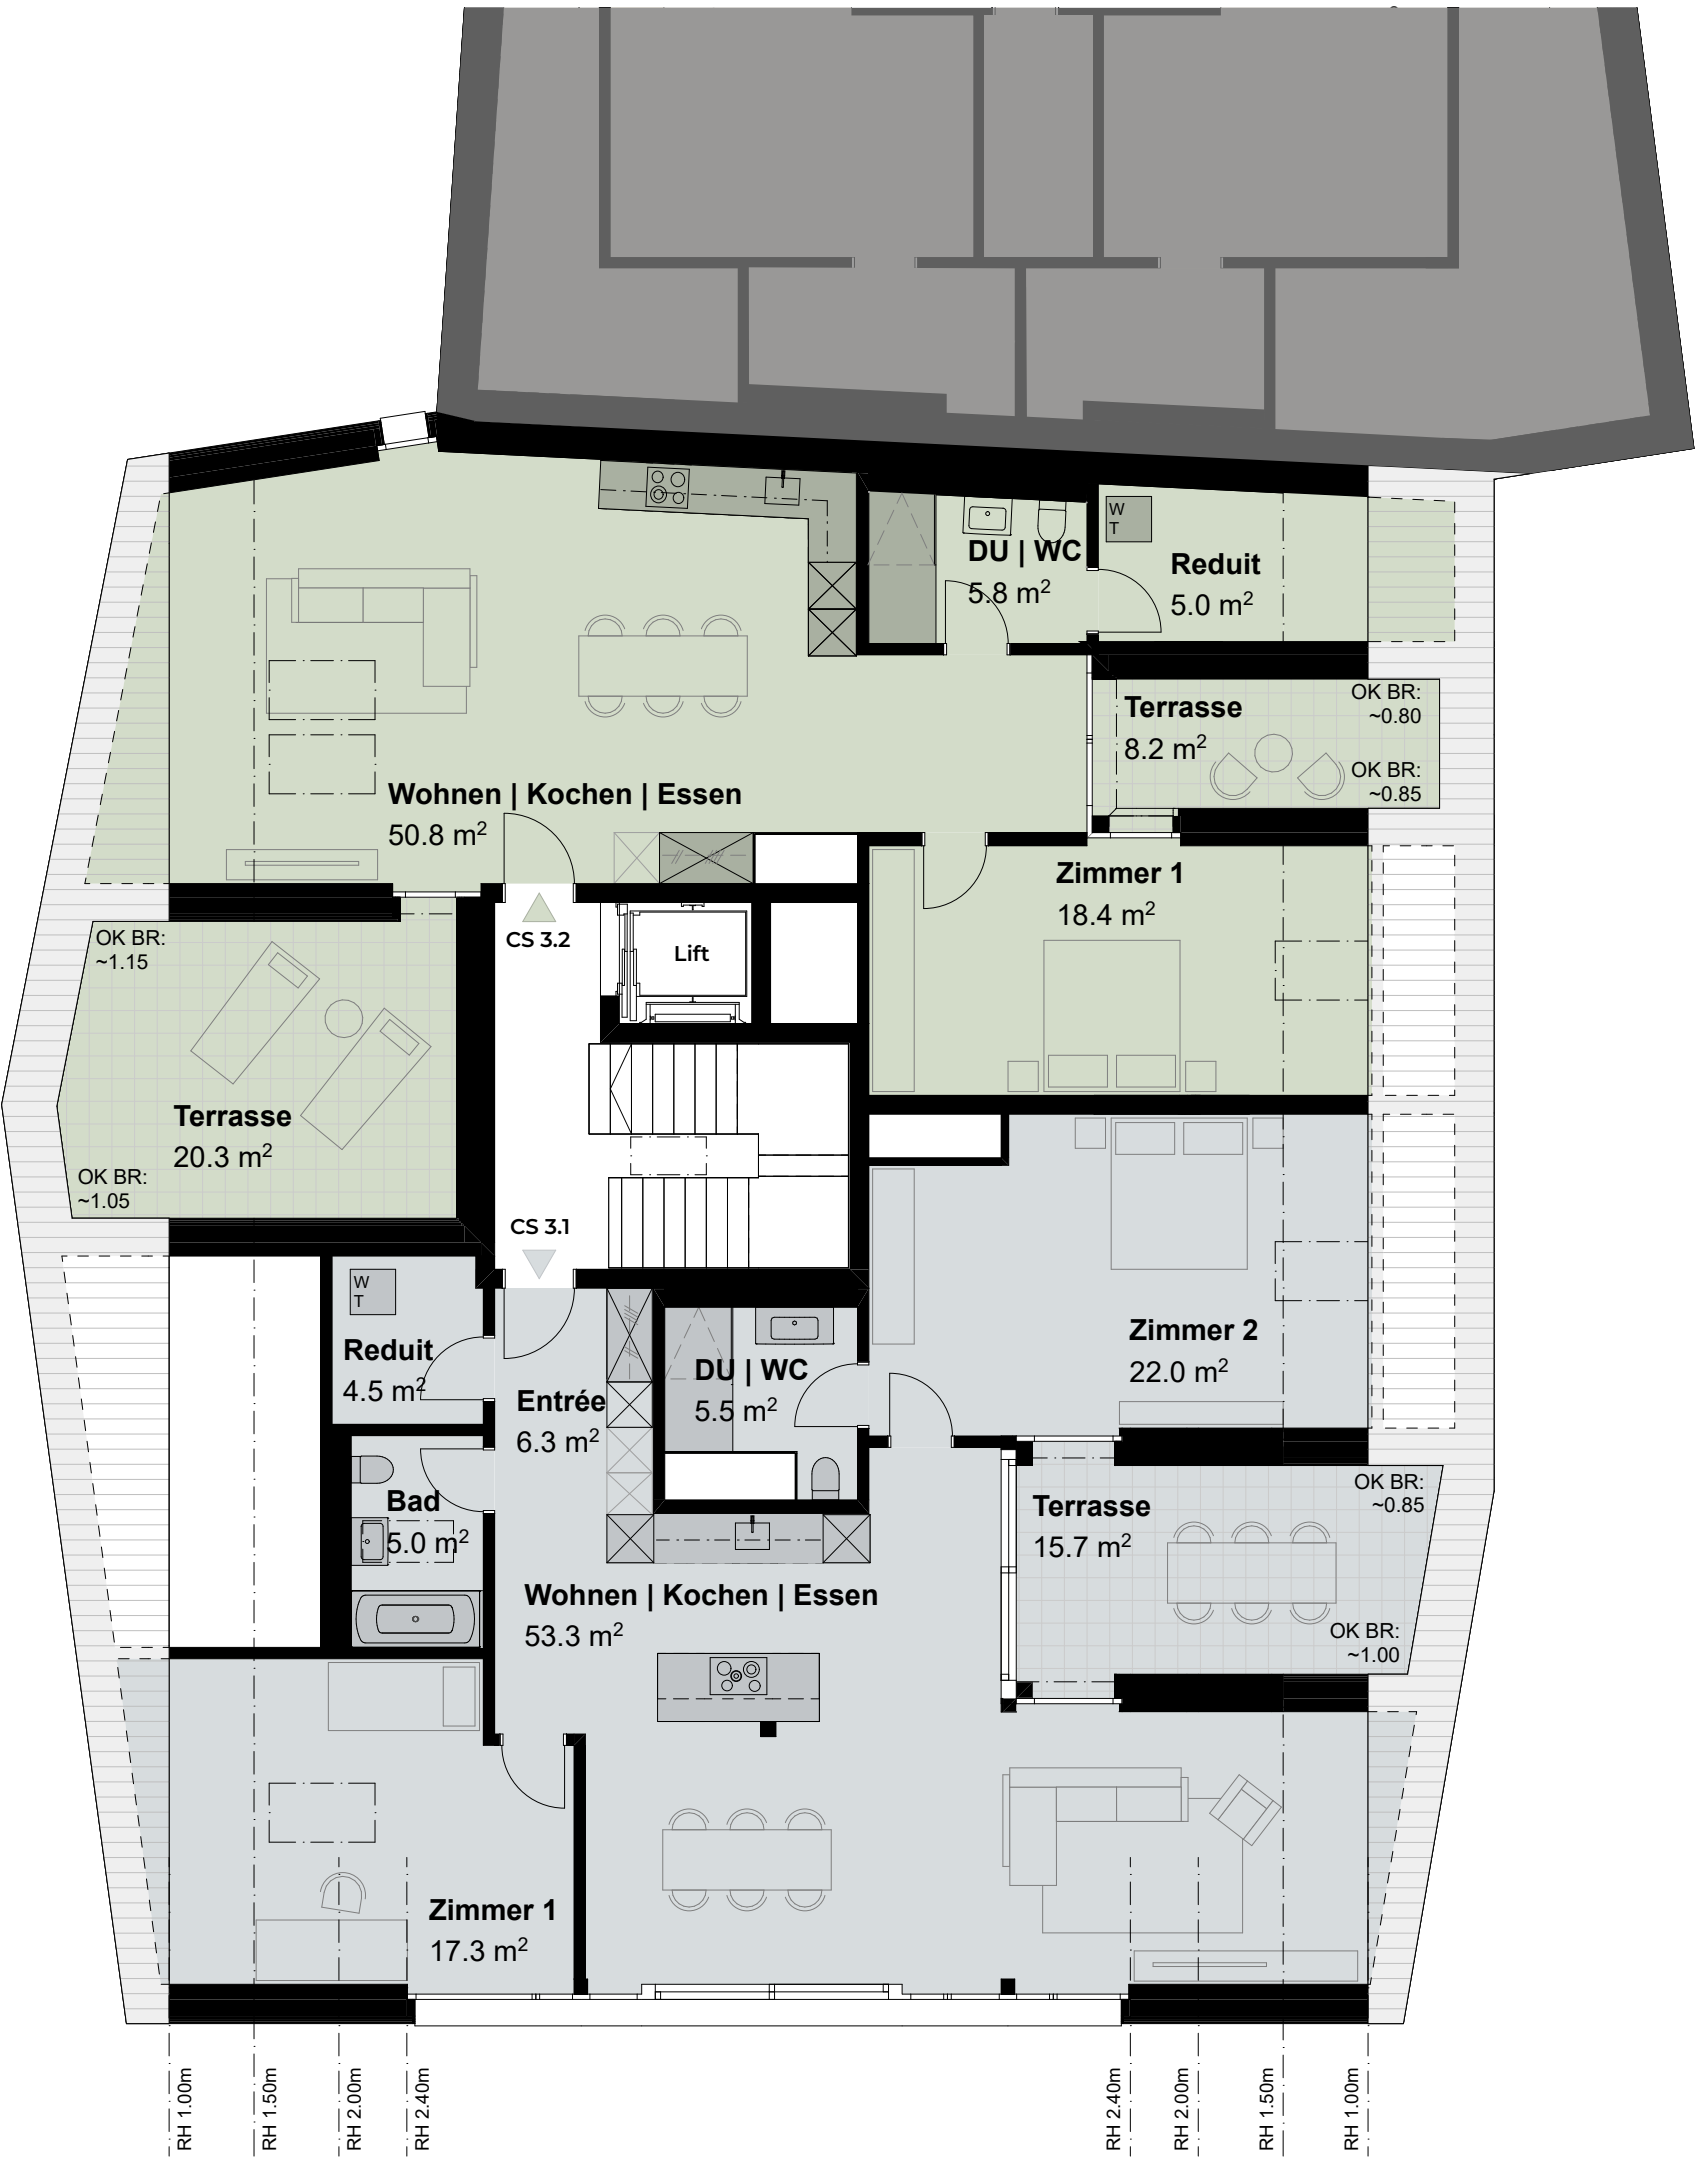 W
T
DU | WC
5.8 m²
Reduit
5.0 m²
Terrasse
8.2 m²
OK BR:
~0.80
OK BR:
~0.85
Wohnen | Kochen | Essen
50.8 m²
Zimmer 1
18.4 m²
CS 3.2
Lift
OK BR:
~1.15
Terrasse
20.3 m²
OK BR:
~1.05
CS 3.1
W
T
Reduit
4.5 m²
Entrée
6.3 m²
DU | WC
5.5 m²
Zimmer 2
22.0 m²
Bad
5.0 m²
Terrasse
15.7 m²
OK BR:
~0.85
OK BR:
~1.00
Wohnen | Kochen | Essen
53.3 m²
Zimmer 1
17.3 m²
RH 1.00m
RH 1.50m
RH 2.00m
RH 2.40m
RH 2.40m
RH 2.00m
RH 1.50m
RH 1.00m